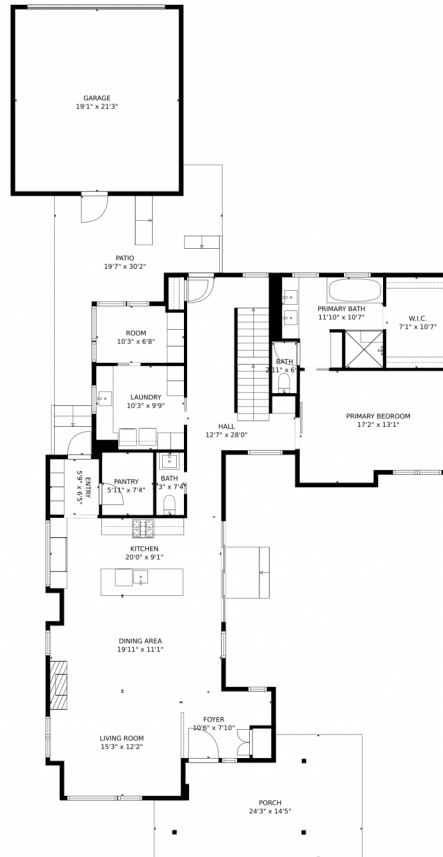 GARAGE
19'1" x 21'3"
PATIO
19'7" x 30'2"
PRIMARY BATH
11'10" x 10'7"
W.I.C.
7'1" x 10'7"
ROOM
10'3" x 6'8"
BATH
LAUNDRY
10'3" x 9'9"
PRIMARY BEDROOM
17'2" x 13'1"
HALL
12'7" x 28'0"
ENTRY
5'9" x 6'5"
PANTRY
5'11" x 7'4"
BATH
3" x 7'4"
KITCHEN
20'0" x 9'1"
DINING AREA
19'11" x 11'1"
FOYER
10'6" x 7'10"
LIVING ROOM
15'3" x 12'2"
PORCH
24'3" x 14'5"